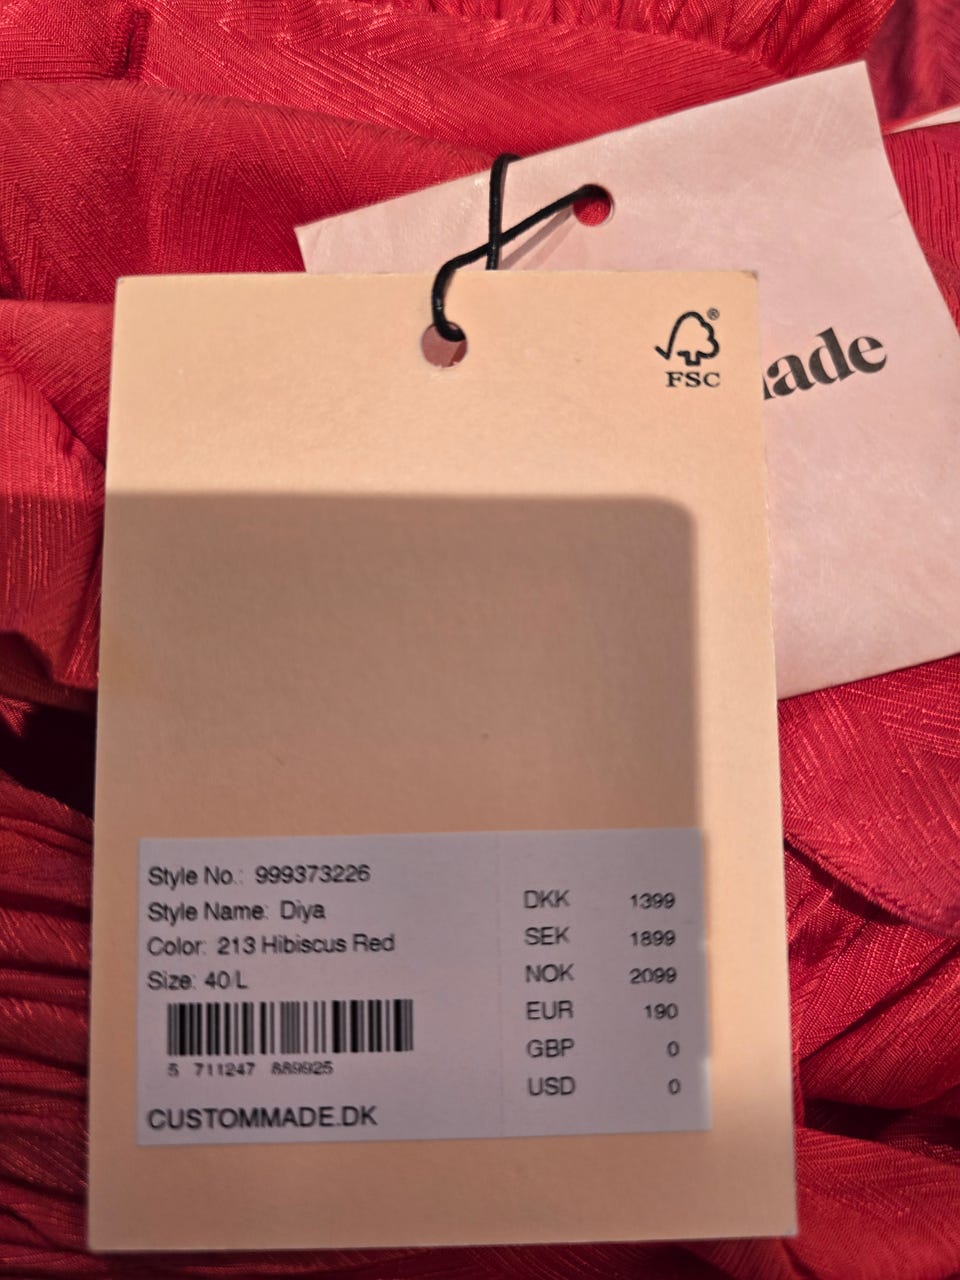 ®
FSC
ade
Style No.: 999373226
Style Name: Diya
Color: 213 Hibiscus Red
Size: 40/L
5 711247 889925
CUSTOMMADE.DK
DKK 1399
SEK 1899
NOK 2099
EUR 190
GBP 0
USD 0